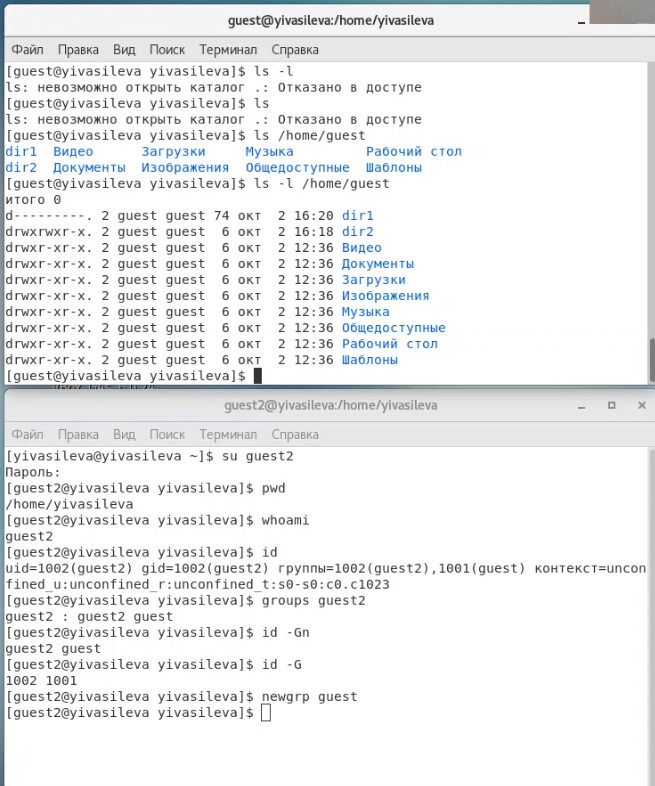 guest@yivasileva:/home/yivasileva
Файл Правка Вид Поиск Терминал Справка
[guest@yivasileva yivasileva]$ ls -l
ls: невозможно открыть каталог .: Отказано в доступе
[guest@yivasileva yivasileva]$ ls
ls: невозможно открыть каталог .: Отказано в доступе
[guest@yivasileva yivasileva]$ ls /home/guest
dir1 Видео Загрузки Музыка Рабочий стол
dir2 Документы Изображения Общедоступные Шаблоны
[guest@yivasileva yivasileva]$ ls -l /home/guest
итого 0
d---------. 2 guest guest 74 окт 2 16:20 dir1
drwxrwxr-x. 2 guest guest 6 окт 2 16:18 dir2
drwxr-xr-x. 2 guest guest 6 окт 2 12:36 Видео
drwxr-xr-x. 2 guest guest 6 окт 2 12:36 Документы
drwxr-xr-x. 2 guest guest 6 окт 2 12:36 Загрузки
drwxr-xr-x. 2 guest guest 6 окт 2 12:36 Изображения
drwxr-xr-x. 2 guest guest 6 окт 2 12:36 Музыка
drwxr-xr-x. 2 guest guest 6 окт 2 12:36 Общедоступные
drwxr-xr-x. 2 guest guest 6 окт 2 12:36 Рабочий стол
drwxr-xr-x. 2 guest guest 6 окт 2 12:36 Шаблоны
[guest@yivasileva yivasileva]$
guest2@yivasileva:/home/yivasileva
Файл Правка Вид Поиск Терминал Справка
[yivasileva@yivasileva ~]$ su guest2
Пароль:
[guest2@yivasileva yivasileva]$ pwd
/home/yivasileva
[guest2@yivasileva yivasileva]$ whoami
guest2
[guest2@yivasileva yivasileva]$ id
uid=1002(guest2) gid=1002(guest2) группы=1002(guest2),1001(guest) контекст=uncon
fined_u:unconfined_r:unconfined_t:s0-s0:c0.c1023
[guest2@yivasileva yivasileva]$ groups guest2
guest2 : guest2 guest
[guest2@yivasileva yivasileva]$ id -Gn
guest2 guest
[guest2@yivasileva yivasileva]$ id -G
1002 1001
[guest2@yivasileva yivasileva]$ newgrp guest
[guest2@yivasileva yivasileva]$